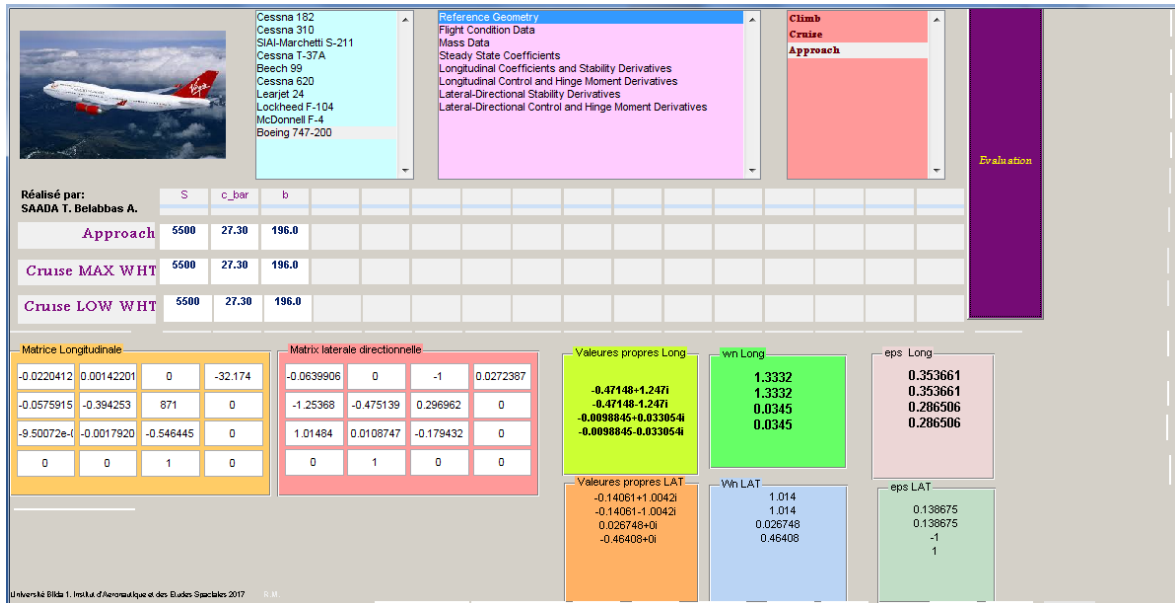 Cessna 182
Cessna 310
SIAI-Marchetti S-211
Cessna T-37A
Beech 99
Cessna 620
Learjet 24
Lockheed F-104
McDonnell F-4
Boeing 747-200
Reference Geometry
Flight Condition Data
Mass Data
Steady State Coefficients
Longitudinal Coefficients and Stability Derivatives
Longitudinal Control and Hinge Moment Derivatives
Lateral-Directional Stability Derivatives
Lateral-Directional Control and Hinge Moment Derivatives
Climb
Cruise
Approach
Evaluation
Réalisé par:
SAADA T. Belabbas A.
S c_bar b
Approach 5500 27.30 196.0
Cruise MAX WHT 5500 27.30 196.0
Cruise LOW WHT 5500 27.30 196.0
Matrice Longitudinale
-0.0220412 0.00142201 0 -32.174
-0.0575915 -0.394253 871 0
-9.50072e-( -0.0017920 -0.546445 0
0 0 1 0
Matrix laterale directionnelle
-0.0639906 0 -1 0.0272387
-1.25368 -0.475139 0.296962 0
1.01484 0.0108747 -0.179432 0
0 1 0 0
Valeures propres Long
-0.47148+1.247i
-0.47148-1.247i
-0.0098845+0.033054i
-0.0098845-0.033054i
wn Long
1.3332
1.3332
0.0345
0.0345
eps Long
0.353661
0.353661
0.286506
0.286506
Valeures propres LAT
-0.14061+1.0042i
-0.14061-1.0042i
0.026748+0i
-0.46408+0i
Wn LAT
1.014
1.014
0.026748
0.46408
eps LAT
0.138675
0.138675
-1
1
Université Blida 1. Institut d'Aeronautique et des Etudes Spaciales 2017